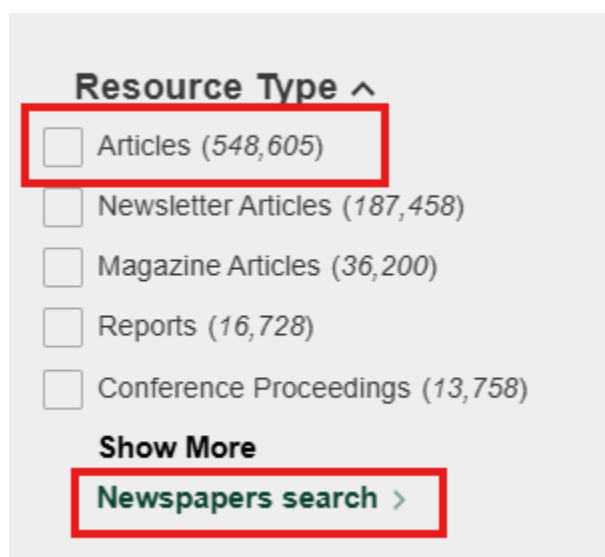 Resource Type
Articles (548,605)
Newsletter Articles (187,458)
Magazine Articles (36,200)
Reports (16,728)
Conference Proceedings (13,758)
Show More
Newspapers search >